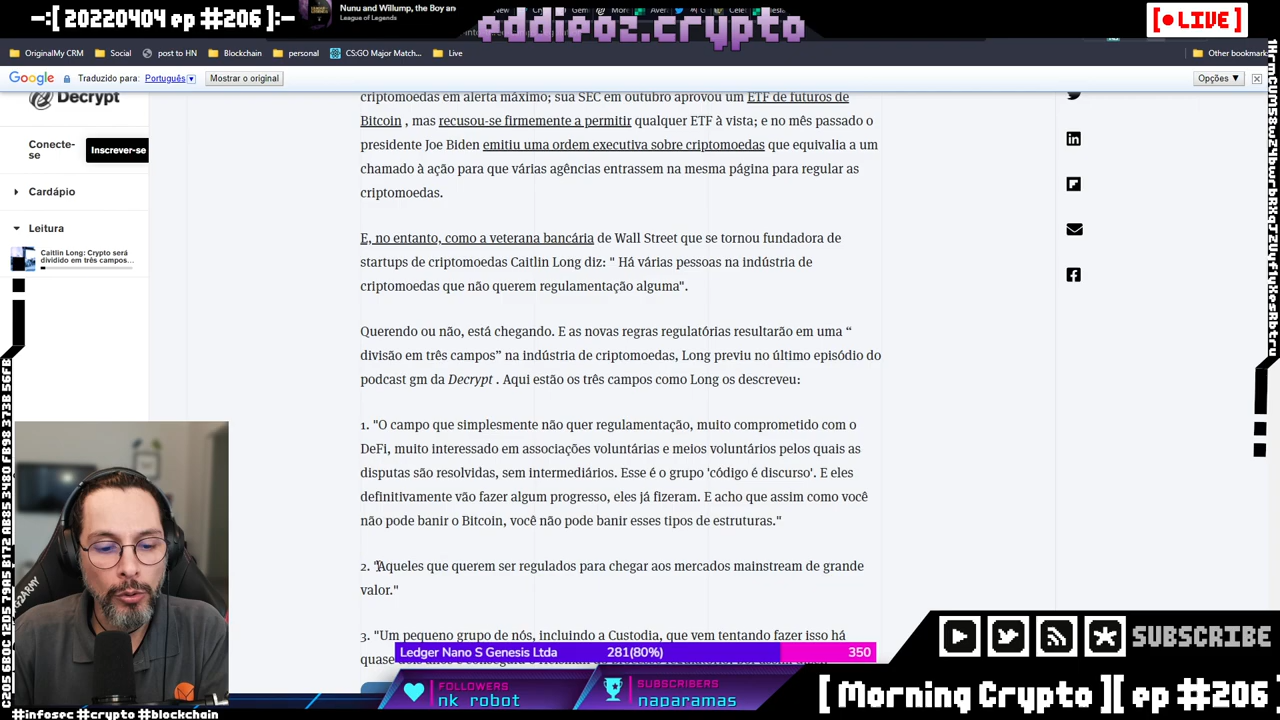 -:[ 20220404 ep #206 ]:-
Nunu and Willump, the Boy an
League of Legends
eddieoz.crypto
[ • LIVE ]
OriginalMy CRM
Social
post to HN
Blockchain
personal
CS:GO Major Match...
Live
Other bookmark
Google
Traduzido para: Português
Mostrar o original
Opções ▼
Decrypt
Conecte-
se
Inscrever-se
Cardápio
Leitura
Caitlin Long: Crypto será
dividido em três campos...
criptomoedas em alerta máximo; sua SEC em outubro aprovou um ETF de futuros de
Bitcoin , mas recusou-se firmemente a permitir qualquer ETF à vista; e no mês passado o
presidente Joe Biden emitiu uma ordem executiva sobre criptomoedas que equivalia a um
chamado à ação para que várias agências entrassem na mesma página para regular as
criptomoedas.
E, no entanto, como a veterana bancária de Wall Street que se tornou fundadora de
startups de criptomoedas Caitlin Long diz: " Há várias pessoas na indústria de
criptomoedas que não querem regulamentação alguma".
Querendo ou não, está chegando. E as novas regras regulatórias resultarão em uma “
divisão em três campos” na indústria de criptomoedas, Long previu no último episódio do
podcast gm da Decrypt . Aqui estão os três campos como Long os descreveu:
1. "O campo que simplesmente não quer regulamentação, muito comprometido com o
DeFi, muito interessado em associações voluntárias e meios voluntários pelos quais as
disputas são resolvidas, sem intermediários. Esse é o grupo 'código é discurso'. E eles
definitivamente vão fazer algum progresso, eles já fizeram. E acho que assim como você
não pode banir o Bitcoin, você não pode banir esses tipos de estruturas."
2. "Aqueles que querem ser regulados para chegar aos mercados mainstream de grande
valor."
3. "Um pequeno grupo de nós, incluindo a Custodia, que vem tentando fazer isso há
Ledger Nano S Genesis Ltda
281(80%)
350
FOLLOWERS
nk_robot
SUBSCRIBERS
naparamas
SUBSCRIBE
[ Morning Crypto ][ ep #206 ]
#infosec #crypto #blockchain